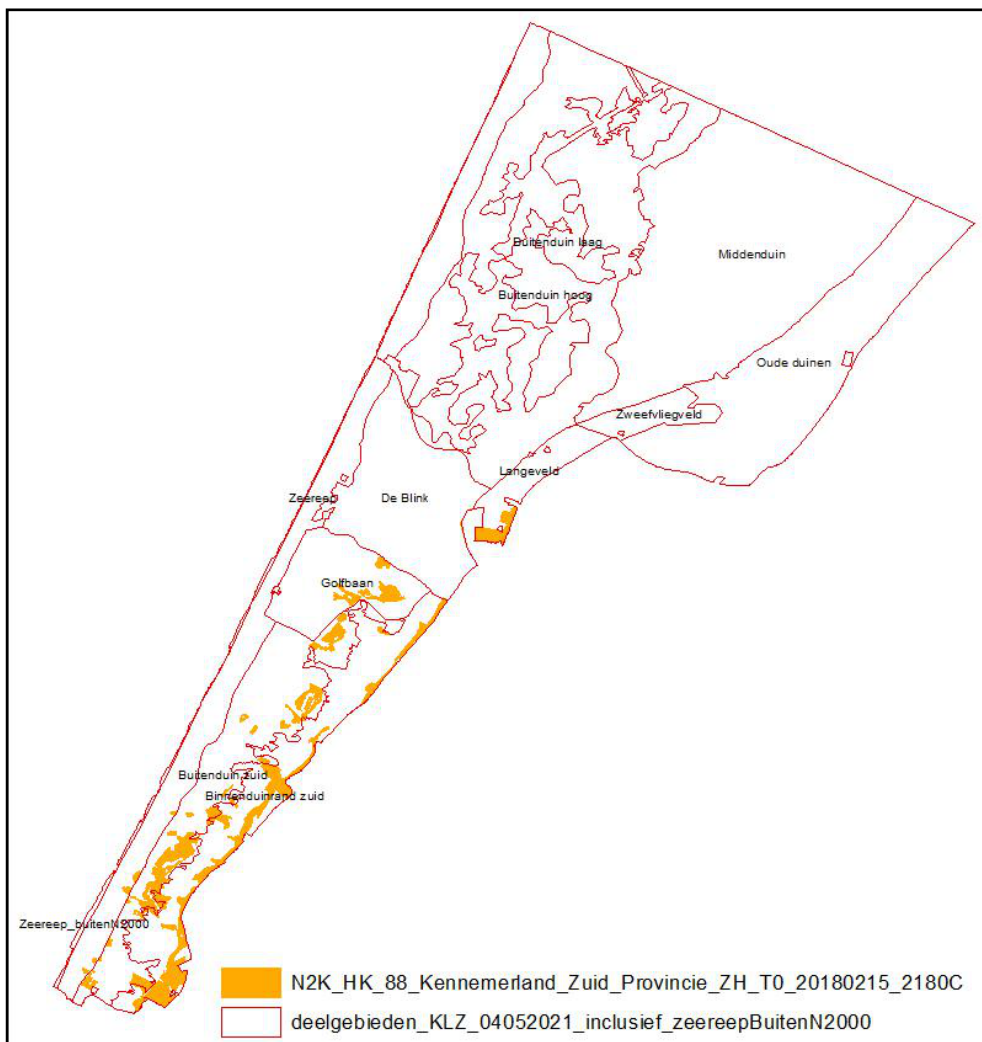 Buitenduin laag
Middenduin
Buitenduin hoog
Oude duinen
Zweefvliegveld
Langeveld
Zeereep
De Blink
Golfbaan
Buitenduin zuid
Binnenduinrand zuid
Zeereep_buitenN2000
N2K_HK_88_Kennemerland_Zuid_Provincie_ZH_T0_20180215_2180C
deelgebieden_KLZ_04052021_inclusief_zeereepBuitenN2000